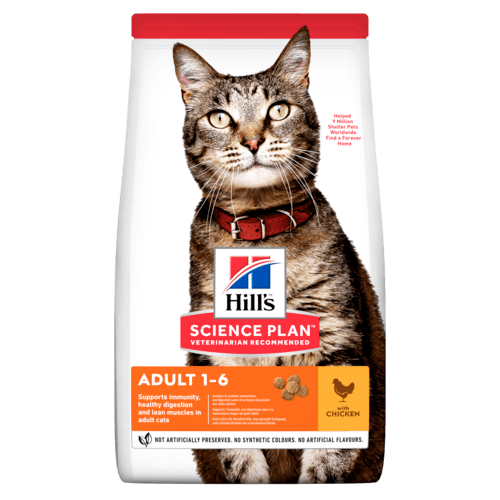 Helped
9 Million
Shelter Pets
Worldwide
Find a Forever
Home
Hill's
SCIENCE PLAN™
VETERINARIAN RECOMMENDED
ADULT 1-6
Supports immunity,
healthy digestion
and lean muscles in
adult cats
with
CHICKEN
NOT ARTIFICIALLY PRESERVED. NO SYNTHETIC COLOURS. NO ARTIFICIAL FLAVOURS.